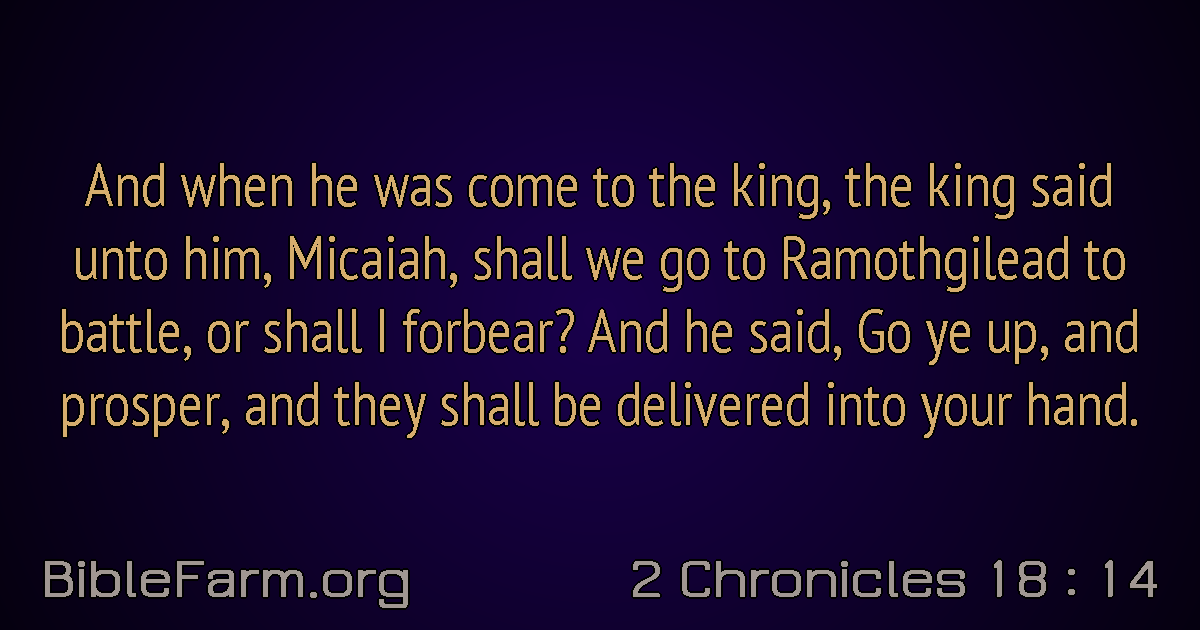 And when he was come to the king, the king said
unto him, Micaiah, shall we go to Ramothgilead to
battle, or shall I forbear? And he said, Go ye up, and
prosper, and they shall be delivered into your hand.
BibleFarm.org
2 Chronicles 18 : 14